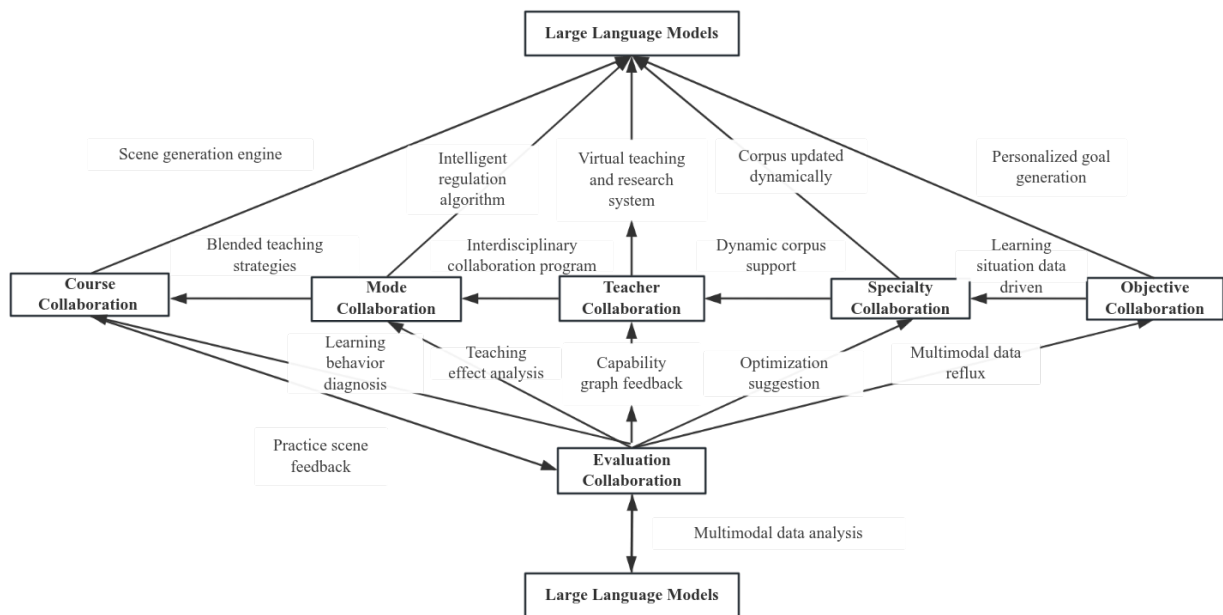 Large Language Models
Scene generation engine
Intelligent
regulation
algorithm
Virtual teaching
and research
system
Corpus updated
dynamically
Personalized goal
generation
Blended teaching
strategies
Interdisciplinary
collaboration program
Dynamic corpus
support
Learning
situation data
driven
Course
Collaboration
Mode
Collaboration
Teacher
Collaboration
Specialty
Collaboration
Objective
Collaboration
Learning
behavior
diagnosis
Teaching
effect analysis
Capability
graph feedback
Optimization
suggestion
Multimodal data
reflux
Practice scene
feedback
Evaluation
Collaboration
Multimodal data analysis
Large Language Models